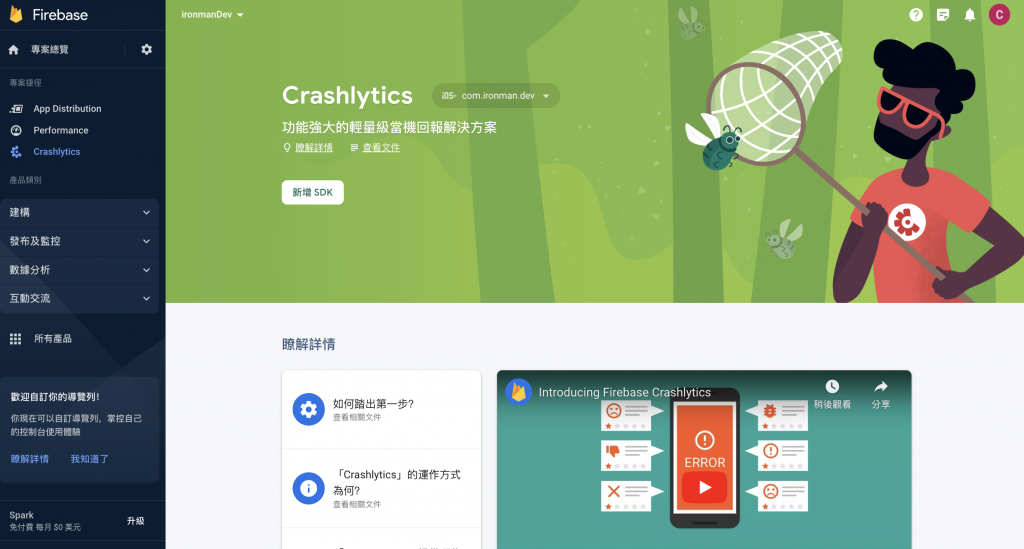 Firebase
專案總覽
專案捷徑
App Distribution
Performance
Crashlytics
產品類別
建構
發布及監控
數據分析
互動交流
所有產品
歡迎自訂你的導覽列!
你現在可以自訂導覽列，掌控自己
的控制台使用體驗
瞭解詳情 我知道了
Spark
免付費 每月 $0 美元
升級
ironmanDev
C
Crashlytics
iOS+ com.ironman.dev
功能強大的輕量級當機回報解決方案
瞭解詳情 查看文件
新增 SDK
瞭解詳情
如何踏出第一步?
查看相關文件
「Crashlytics」的運作方式
為何?
查看相關文件
Introducing Firebase Crashlytics
稍後觀看 分享
ERROR